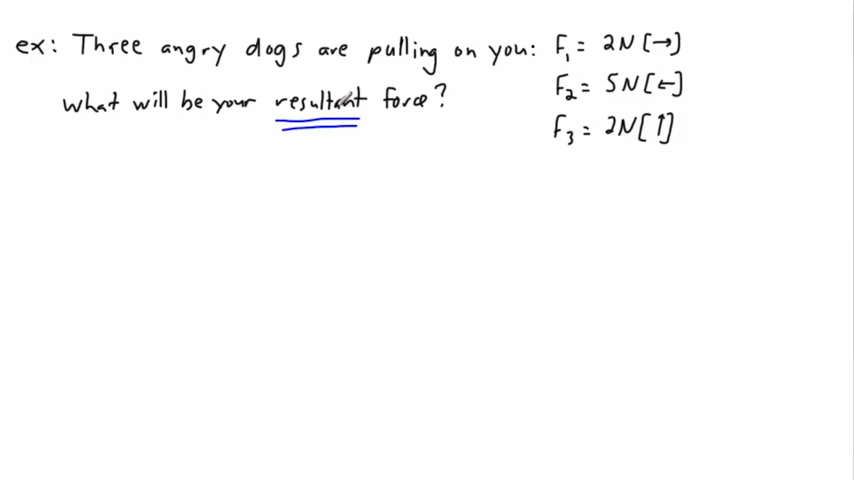 ex: Three angry dogs are pulling on you: F₁ = 2N [→]
what will be your resultant force? F₂ = 5N [←]
F₃ = 2N [↑]